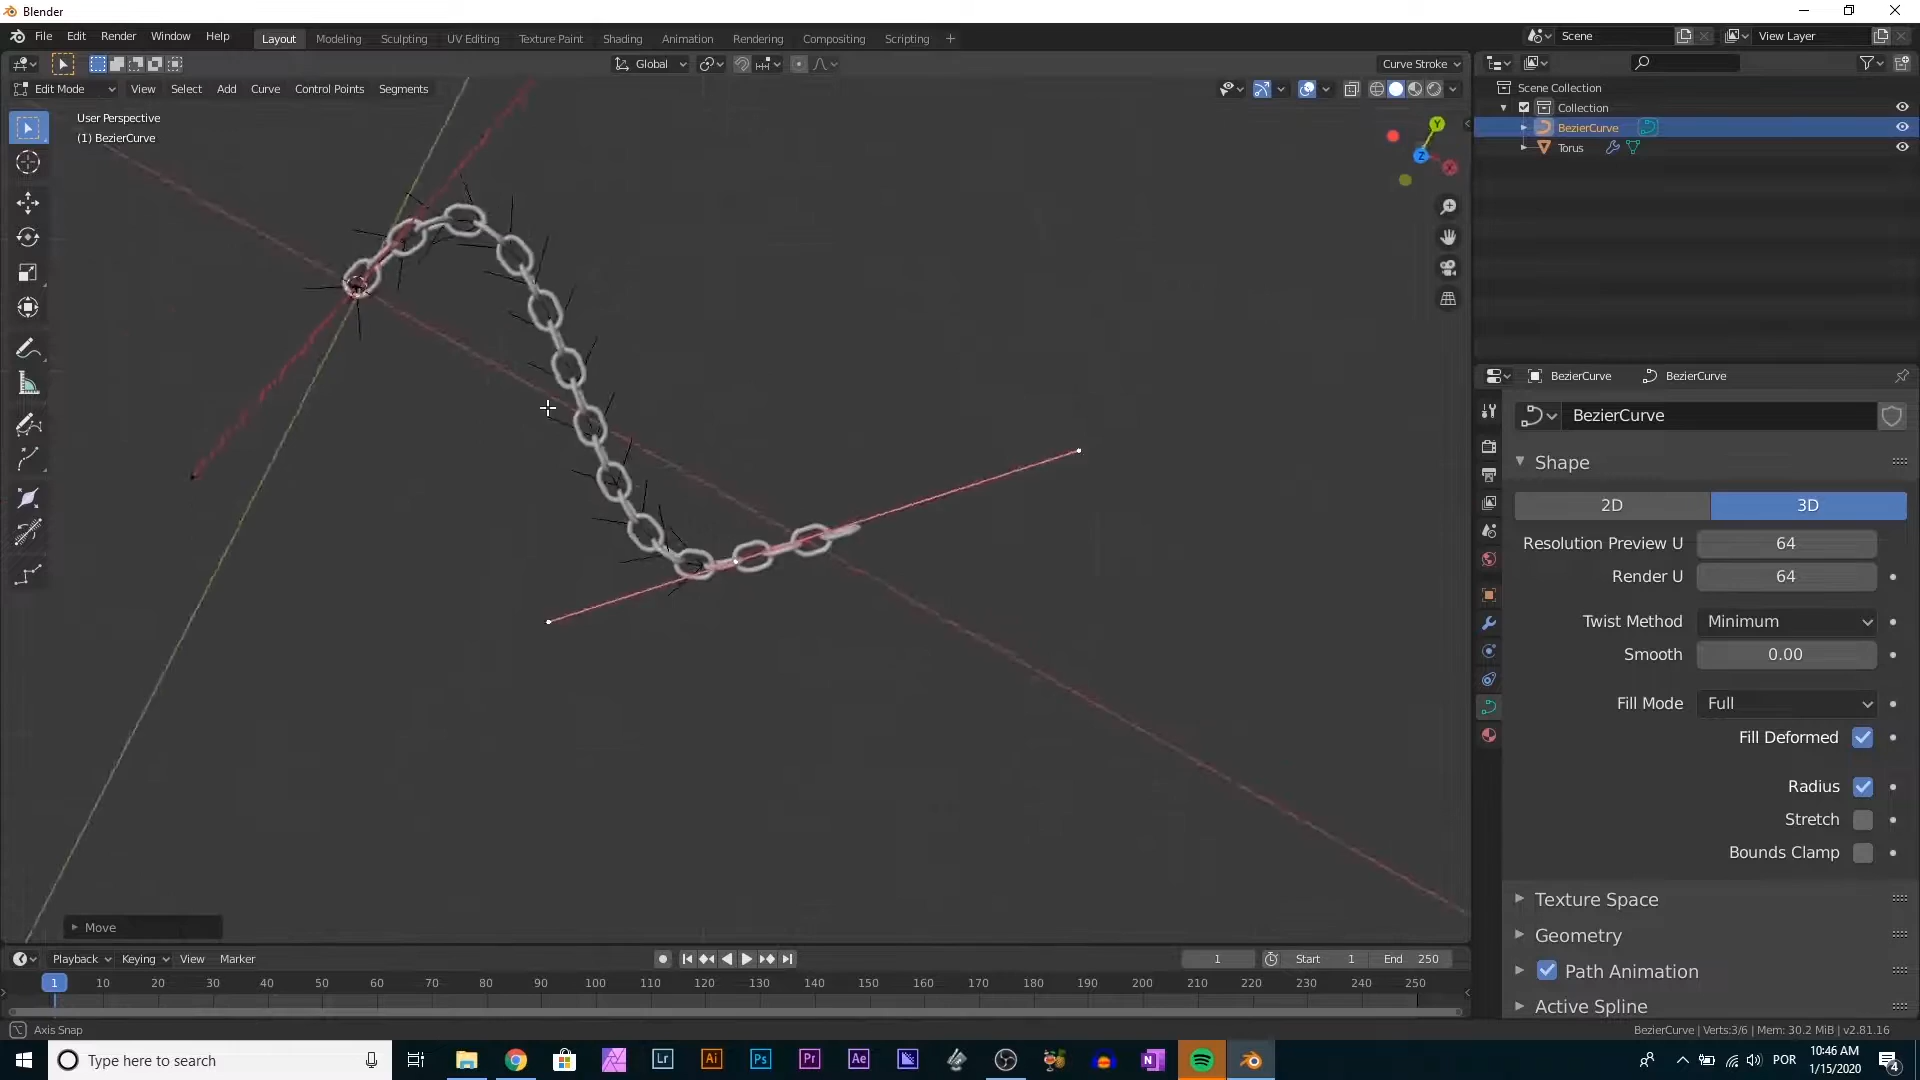 Blender
File Edit Render Window Help
Layout Modeling Sculpting UV Editing Texture Paint Shading Animation Rendering Compositing Scripting +
Scene View Layer
Global Curve Stroke
Edit Mode View Select Add Curve Control Points Segments
User Perspective
(1) BezierCurve
Y
Z
X
Scene Collection
Collection
BezierCurve
Torus
BezierCurve BezierCurve
BezierCurve
Shape
2D 3D
Resolution Preview U 64
Render U 64
Twist Method Minimum
Smooth 0.00
Fill Mode Full
Fill Deformed
Radius
Stretch
Bounds Clamp
Texture Space
Geometry
Path Animation
Active Spline
Move
Playback Keying View Marker
1 Start 1 End 250
1 10 20 30 40 50 60 70 80 90 100 110 120 130 140 150 160 170 180 190 200 210 220 230 240 250
Axis Snap
BezierCurve | Verts:3/6 | Mem: 30.2 MiB | v2.81.16
Type here to search
Lr Ai Ps Pr Ae N
POR
10:46 AM
1/15/2020
4